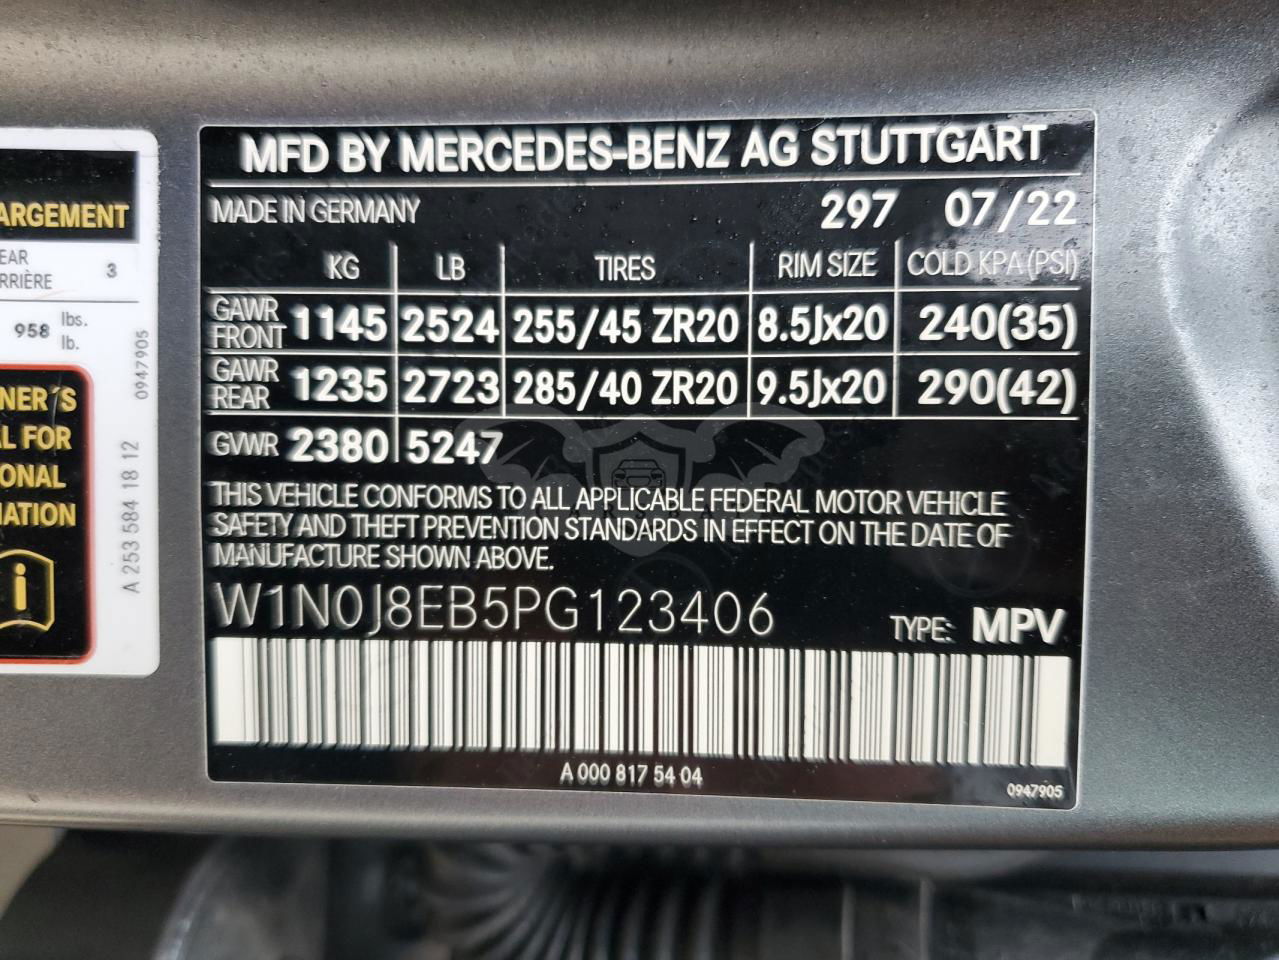 MFD BY MERCEDES-BENZ AG STUTTGART
MADE IN GERMANY 297 07/22
KG LB TIRES RIM SIZE COLD KPA (PSI)
GAWR FRONT 1145 2524 255/45 ZR20 8.5Jx20 240(35)
GAWR REAR 1235 2723 285/40 ZR20 9.5Jx20 290(42)
GVWR 2380 5247
THIS VEHICLE CONFORMS TO ALL APPLICABLE FEDERAL MOTOR VEHICLE
SAFETY AND THEFT PREVENTION STANDARDS IN EFFECT ON THE DATE OF
MANUFACTURE SHOWN ABOVE.
W1N0J8EB5PG123406 TYPE: MPV
A 000 817 54 04
0947905
ARGEMENT
EAR
RRIÈRE 3
958 lbs.
lb.
NER´S
L FOR
ONAL
MATION
i
A 253 584 18 12 0947905